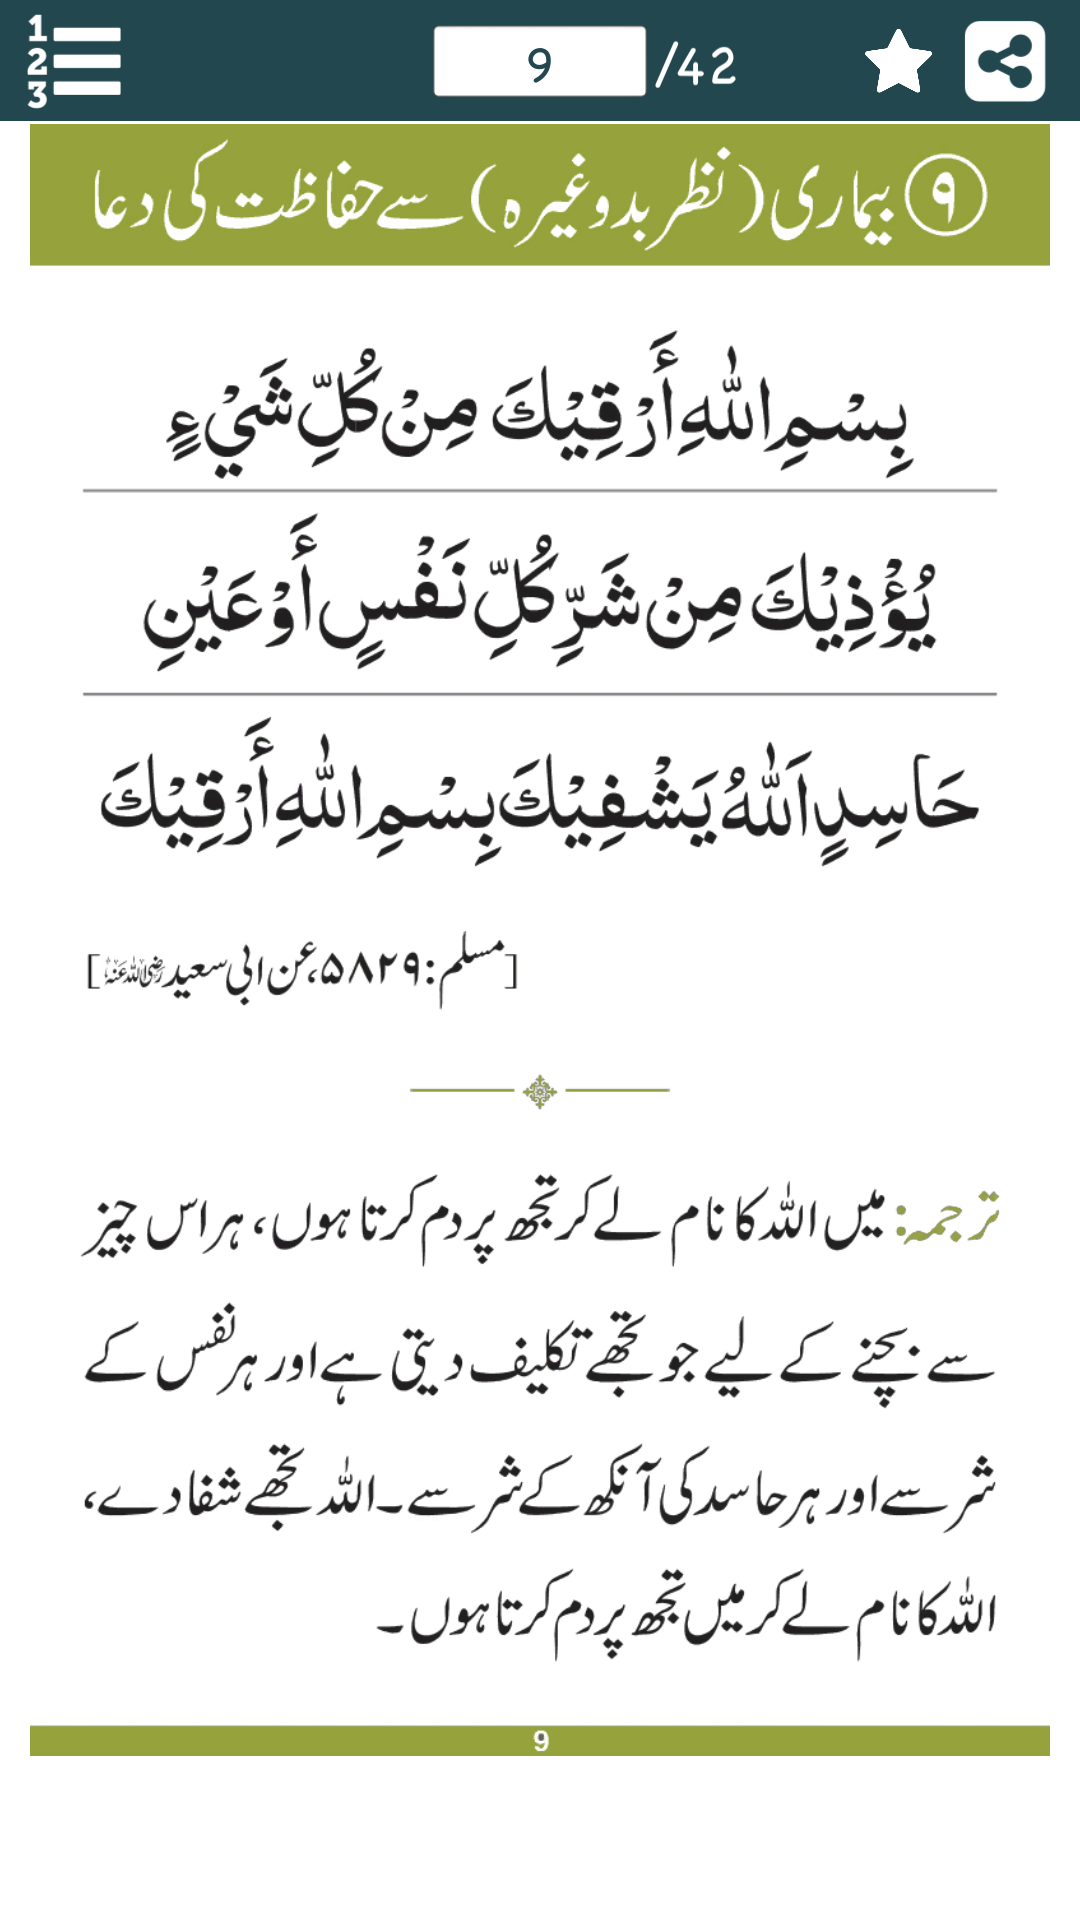 1
2
3
9 /42
۹ بیماری (نظر بد وغیرہ) سے حفاظت کی دعا
بِسْمِ اللّٰهِ أَرْقِيْكَ مِنْ كُلِّ شَيْءٍ
يُؤْذِيْكَ مِنْ شَرِّ كُلِّ نَفْسٍ أَوْ عَيْنِ
حَاسِدٍ اَللّٰهُ يَشْفِيْكَ بِسْمِ اللّٰهِ أَرْقِيْكَ
[مسلم: ۵۸۲۹، عن ابی سعید رضی اللہ عنہ]
ترجمہ: میں اللہ کا نام لے کر تجھ پر دم کرتا ہوں، ہر اس چیز
سے بچنے کے لیے جو تجھے تکلیف دیتی ہے اور ہر نفس کے
شر سے اور ہر حاسد کی آنکھ کے شر سے۔ اللہ تجھے شفا دے،
اللہ کا نام لے کر میں تجھ پر دم کرتا ہوں۔
9